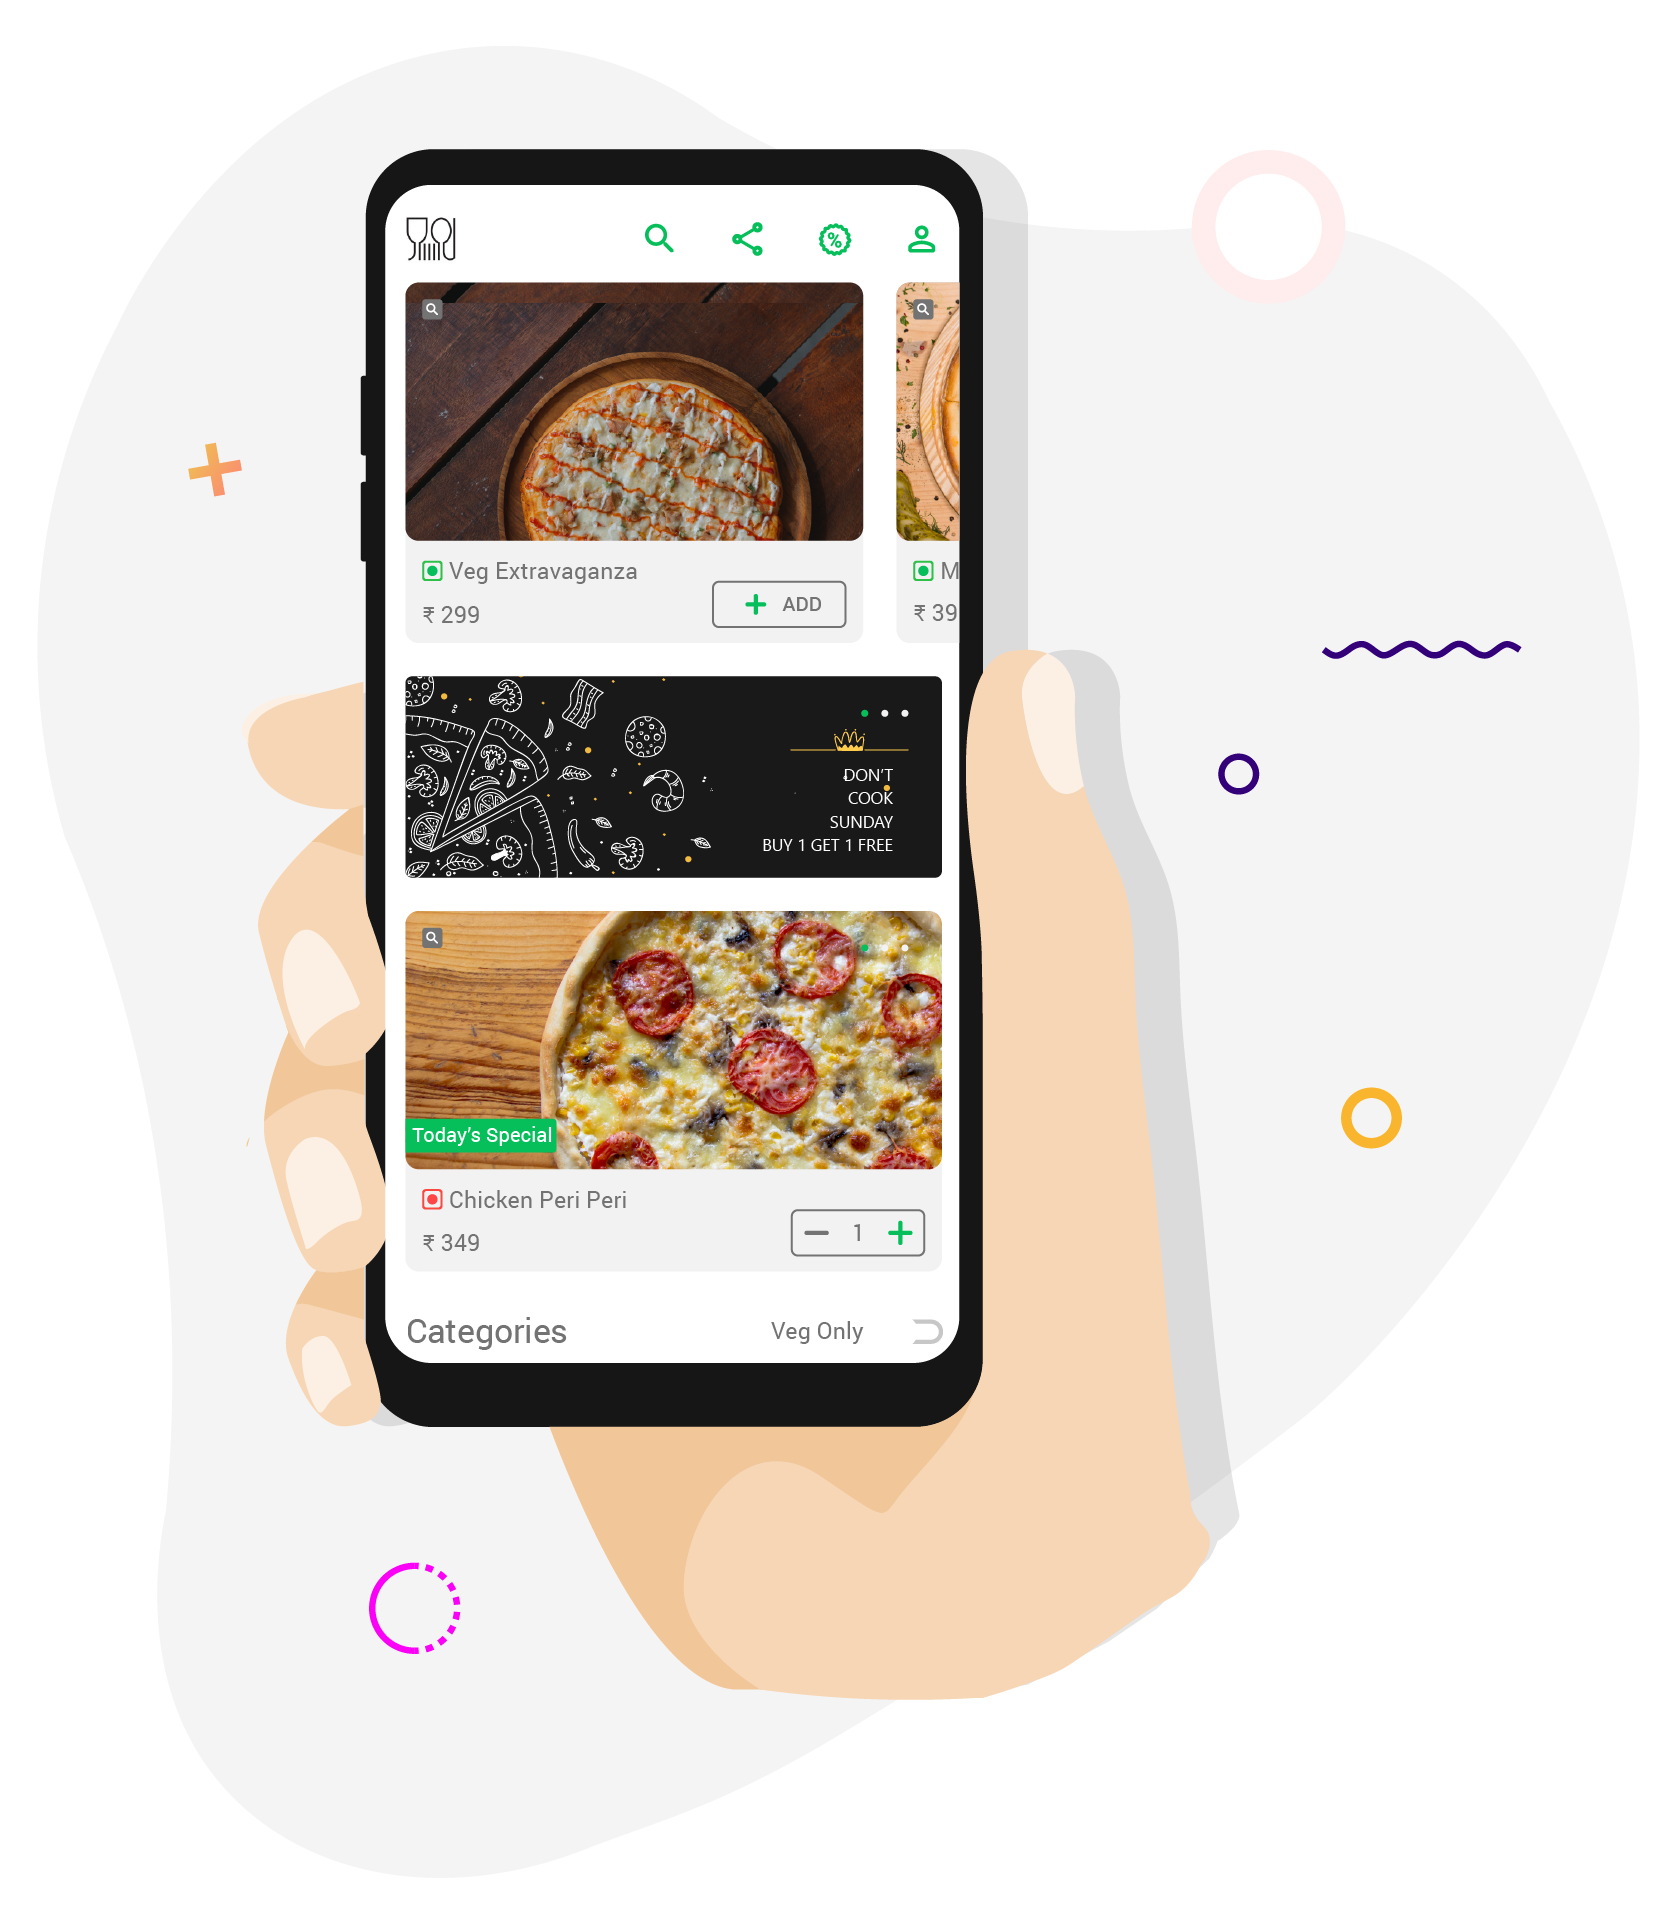 Veg Extravaganza
₹ 299
ADD
M
₹ 39
DON'T
COOK
SUNDAY
BUY 1 GET 1 FREE
Today's Special
Chicken Peri Peri
₹ 349
1
Categories
Veg Only